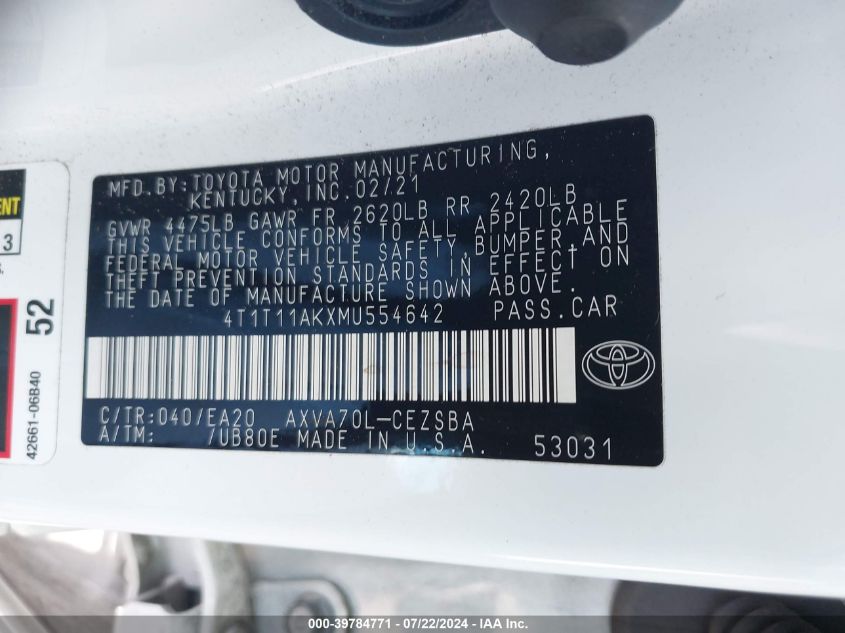 MFD.BY:TOYOTA MOTOR MANUFACTURING,
KENTUCKY,INC.02/21
GVWR 4475LB GAWR FR 2620LB RR 2420LB
THIS VEHICLE CONFORMS TO ALL APPLICABLE
FEDERAL MOTOR VEHICLE SAFETY,BUMPER,AND
THEFT PREVENTION STANDARDS IN EFFECT ON
THE DATE OF MANUFACTURE SHOWN ABOVE.
4T1T11AKXMU554642 PASS.CAR
C/TR:040/EA20 AXVA70L-CEZSBA
A/TM: /UB80E MADE IN U.S.A. 53031
52
42661-06B40
3
000-39784771 - 07/22/2024 - IAA Inc.